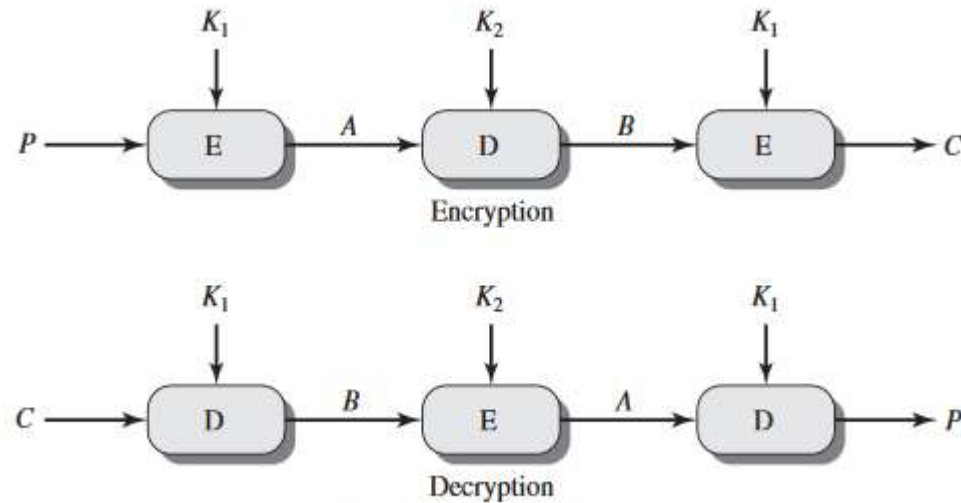 K₁ K₂ K₁
P E A D B E C
Encryption
K₁ K₂ K₁
C D B E A D P
Decryption